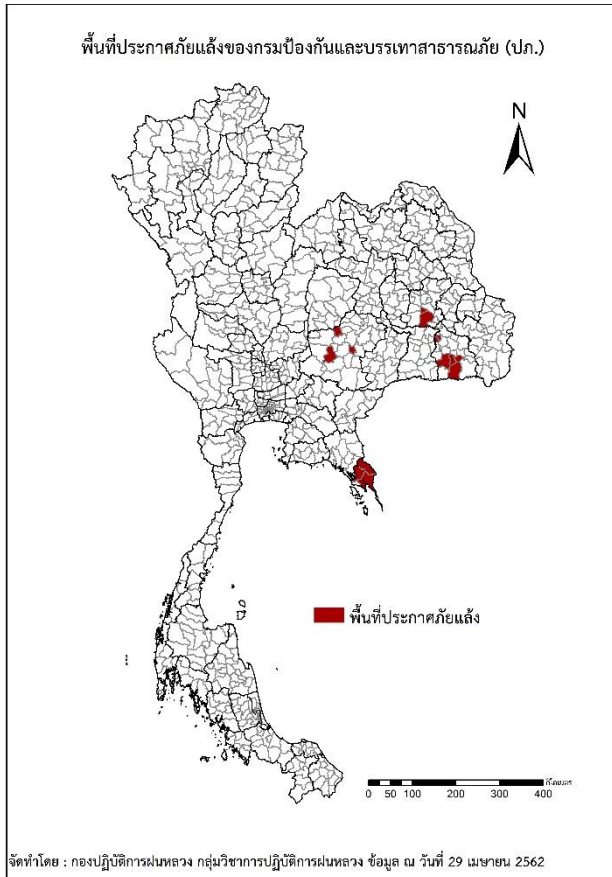 พื้นที่ประกาศภัยแล้งของกรมป้องกันและบรรเทาสาธารณภัย (ปภ.)
N
พื้นที่ประกาศภัยแล้ง
กิโลเมตร
0 50 100 200 300 400
จัดทำโดย : กองปฏิบัติการฝนหลวง กลุ่มวิชาการปฏิบัติการฝนหลวง ข้อมูล ณ วันที่ 29 เมษายน 2562